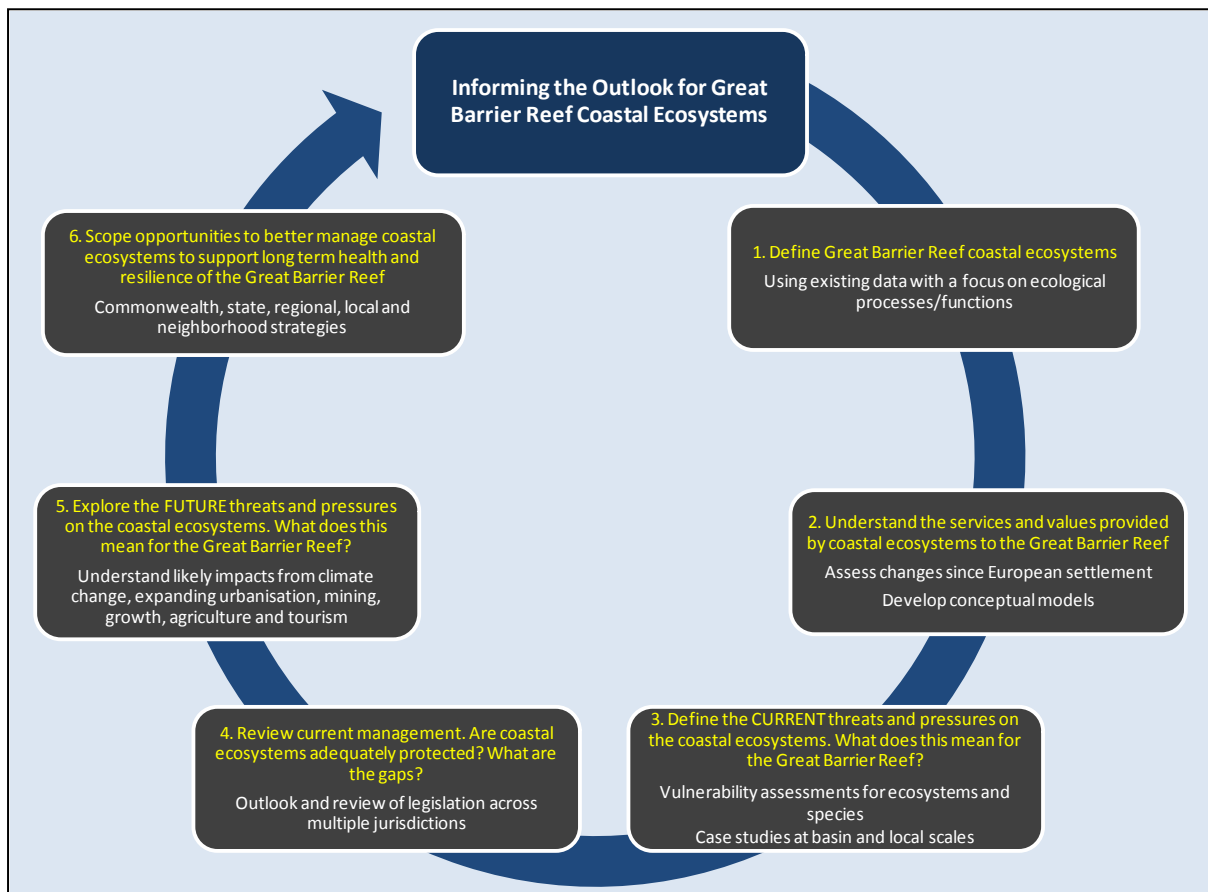 Informing the Outlook for Great
Barrier Reef Coastal Ecosystems
1. Define Great Barrier Reef coastal ecosystems
Using existing data with a focus on ecological
processes/functions
2. Understand the services and values provided
by coastal ecosystems to the Great Barrier Reef
Assess changes since European settlement
Develop conceptual models
3. Define the CURRENT threats and pressures on
the coastal ecosystems. What does this mean for
the Great Barrier Reef?
Vulnerability assessments for ecosystems and
species
Case studies at basin and local scales
4. Review current management. Are coastal
ecosystems adequately protected? What are
the gaps?
Outlook and review of legislation across
multiple jurisdictions
5. Explore the FUTURE threats and pressures
on the coastal ecosystems. What does this
mean for the Great Barrier Reef?
Understand likely impacts from climate
change, expanding urbanisation, mining,
growth, agriculture and tourism
6. Scope opportunities to better manage coastal
ecosystems to support long term health and
resilience of the Great Barrier Reef
Commonwealth, state, regional, local and
neighborhood strategies